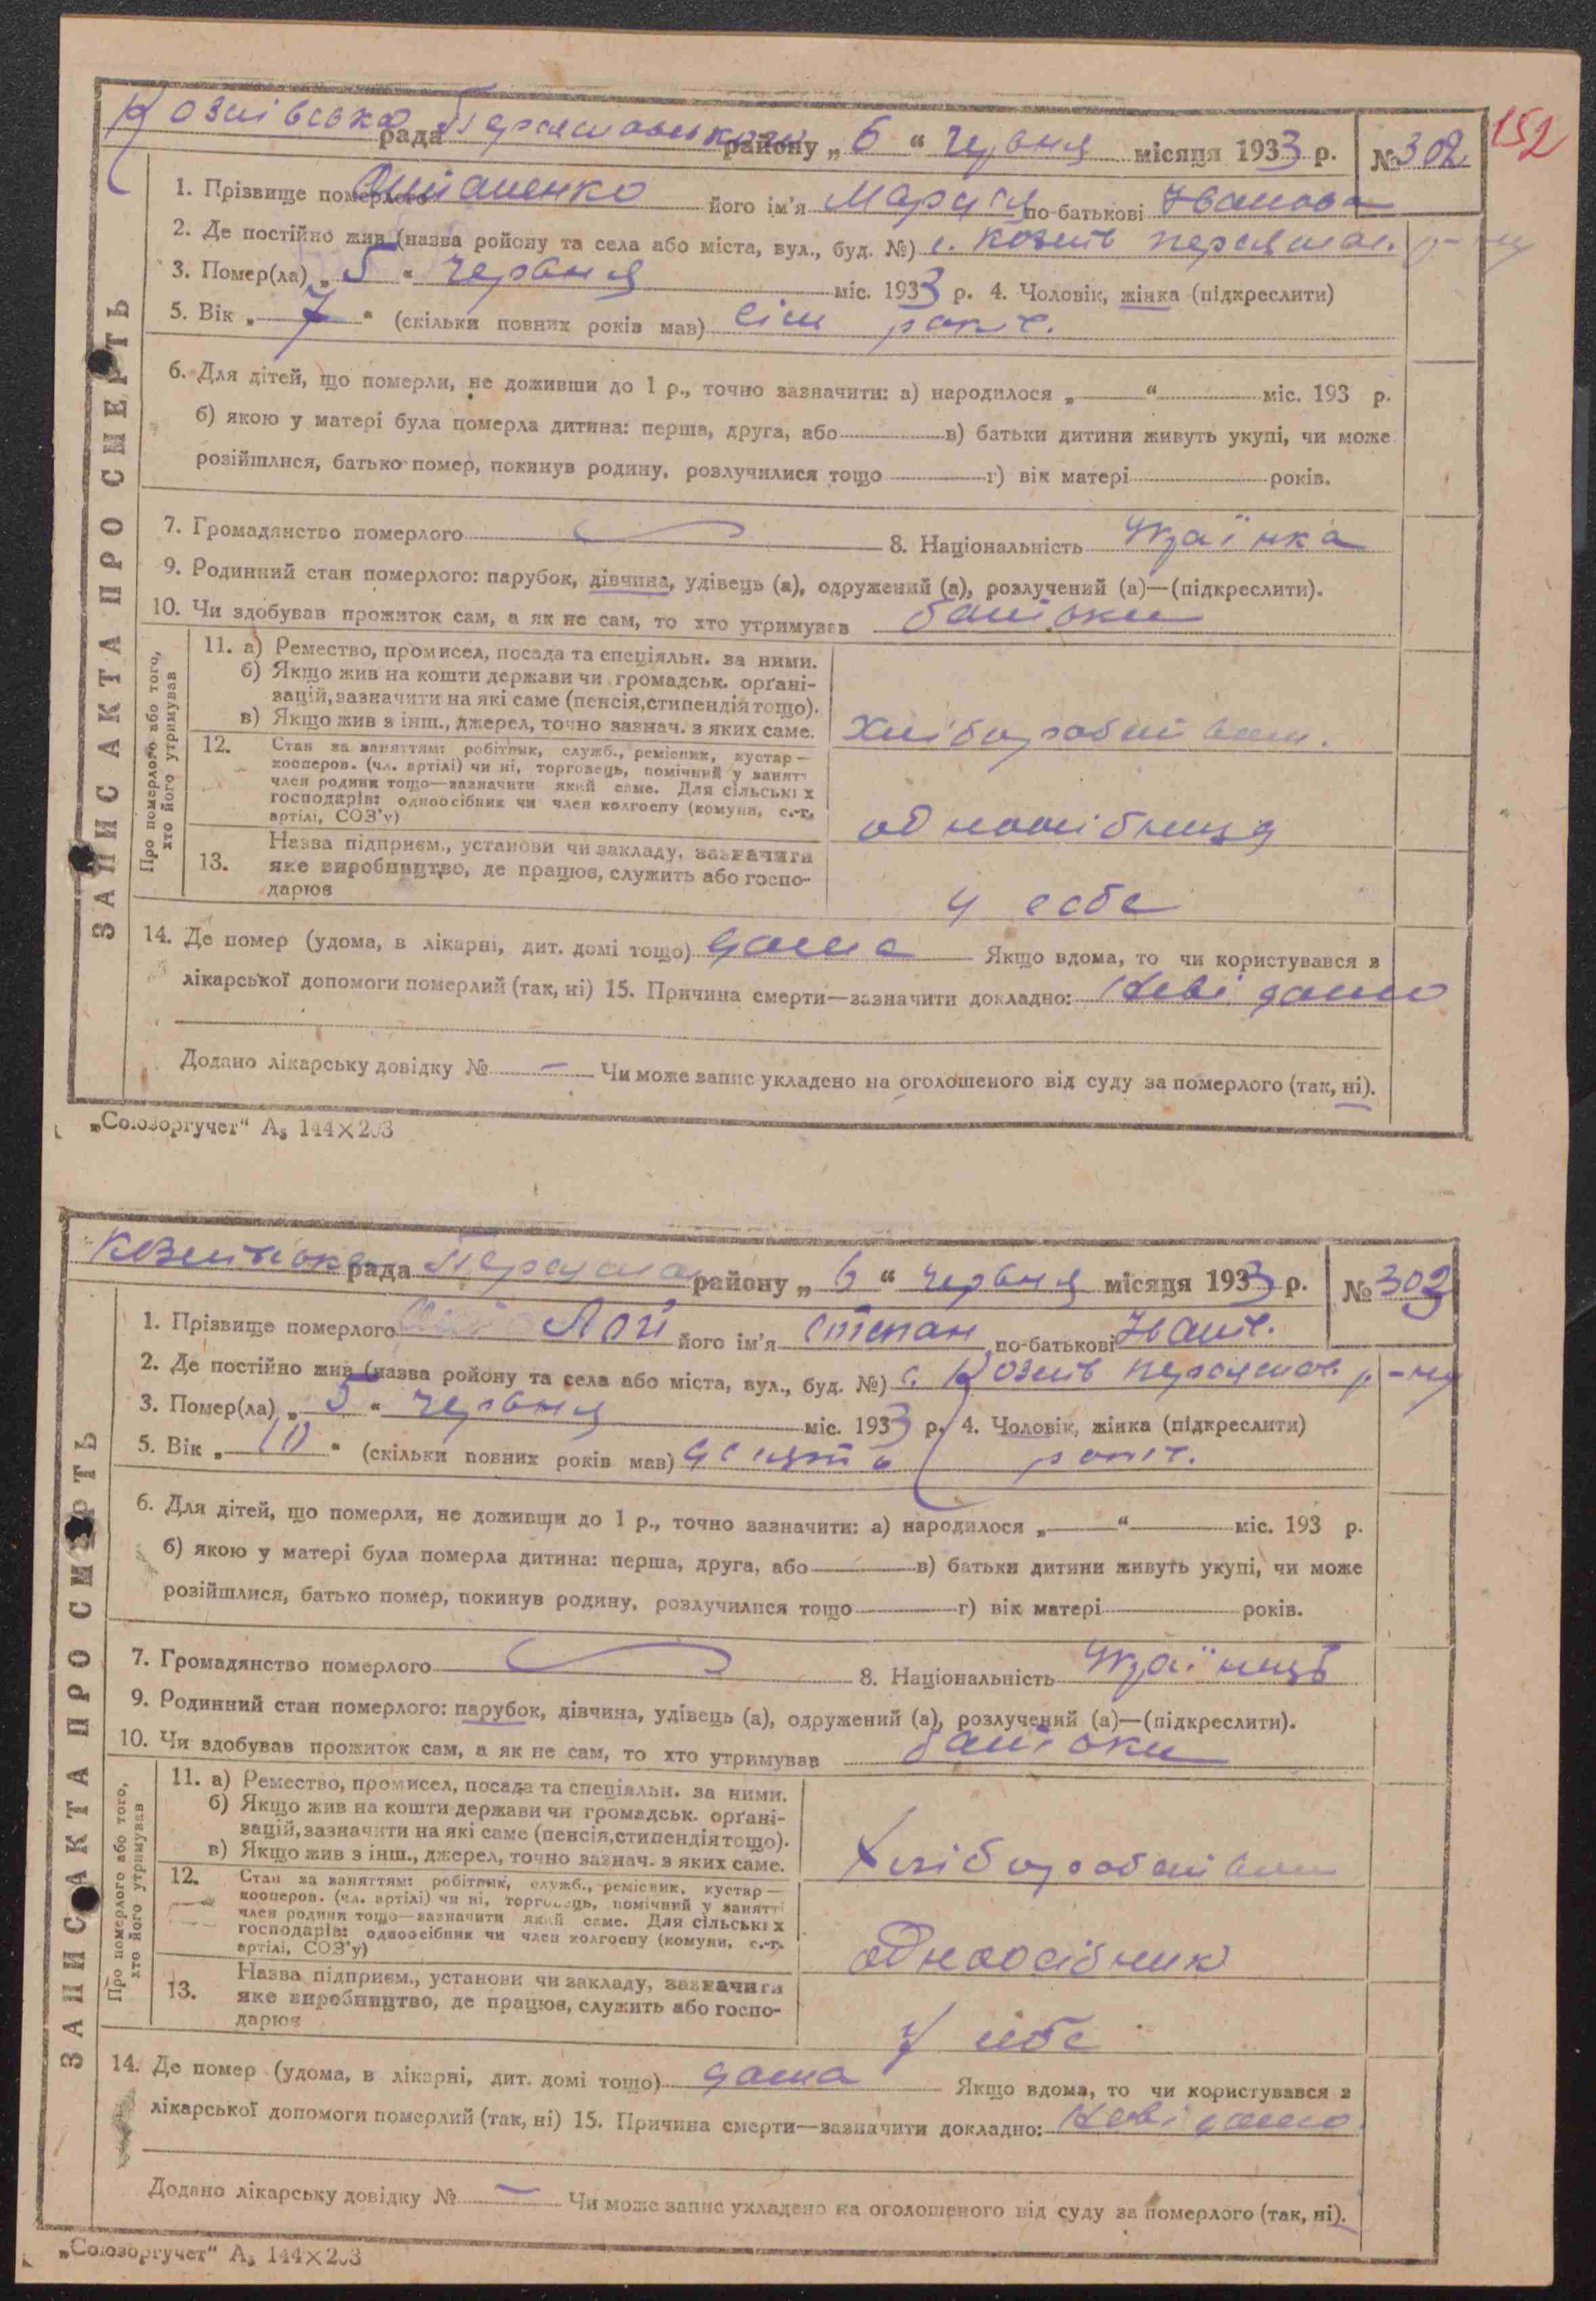 152
Козлівська рада Переяславського району „ 6 “ червня місяця 1933 р. № 302
1. Прізвище померлого його ім'я Маруся по-батькові Іванова
2. Де постійно жив (назва ройону та села або міста, вул., буд. №) с. Козлів Переяслав. р-ну
3. Помер(ла) „ 5 “ червня міс. 1933 р. 4. Чоловік, жінка (підкреслити)
5. Вік „ 7 “ (скільки повних років мав) сім років.
6. Для дітей, що померли, не доживши до 1 р., точно зазначити: а) народилося „ “ міс. 193 р.
б) якою у матері була померла дитина: перша, друга, або в) батьки дитини живуть укупі, чи може
розійшлися, батько помер, покинув родину, розлучилися тощо г) вік матері років.
7. Громадянство померлого 8. Національність Українка
9. Родинний стан померлого: парубок, дівчина, удівець (а), одружений (а), розлучений (а)—(підкреслити).
10. Чи здобував прожиток сам, а як не сам, то хто утримував батьки
ЗАПИС АКТА ПРО СМЕРТЬ
Про померлого або того, хто його утримував
11. а) Ремество, промисел, посада та спеціяльн. за ними.
б) Якщо жив на кошти держави чи громадськ. орґані-
зацій, зазначити на які саме (пенсія, стипендія тощо).
в) Якщо жив з інш., джерел, точно зазнач. з яких саме.
Хліборобством.
12. Стан за заняттям: робітник, служб., ремісник, кустар—
кооперов. (чл. артілі) чи ні, торговець, помічний у занятті
член родини тощо—зазначити який саме. Для сільських
господарів: одноосібник чи член колгоспу (комуни, с.-г.
артілі, СОЗ'у)
одноосібниця
13. Назва підприєм., установи чи закладу, зазначити
яке виробництво, де працює, служить або госпо-
дарює
у себе
14. Де помер (удома, в лікарні, дит. домі тощо) дома Якщо вдома, то чи користувався з
лікарської допомоги померлий (так, ні) 15. Причина смерти—зазначити докладно: Невідомо
Додано лікарську довідку № — Чи може запис укладено на оголошеного від суду за померлого (так, ні).
„Союзоргучет“ А₅ 144×203
Козлівська рада Переяслав району „ 6 “ червня місяця 1933 р. № 303
1. Прізвище померлого його ім'я Степан по-батькові Іван.
2. Де постійно жив (назва ройону та села або міста, вул., буд. №) с. Козлів Переяслав. р-ну
3. Помер(ла) „ 5 “ червня міс. 1933 р. 4. Чоловік, жінка (підкреслити)
5. Вік „ 10 “ (скільки повних років мав) десять років.
6. Для дітей, що померли, не доживши до 1 р., точно зазначити: а) народилося „ “ міс. 193 р.
б) якою у матері була померла дитина: перша, друга, або в) батьки дитини живуть укупі, чи може
розійшлися, батько помер, покинув родину, розлучилися тощо г) вік матері років.
7. Громадянство померлого 8. Національність Українець
9. Родинний стан померлого: парубок, дівчина, удівець (а), одружений (а), розлучений (а)—(підкреслити).
10. Чи здобував прожиток сам, а як не сам, то хто утримував батьки
ЗАПИС АКТА ПРО СМЕРТЬ
Про померлого або того, хто його утримував
11. а) Ремество, промисел, посада та спеціяльн. за ними.
б) Якщо жив на кошти держави чи громадськ. орґані-
зацій, зазначити на які саме (пенсія, стипендія тощо).
в) Якщо жив з інш., джерел, точно зазнач. з яких саме.
Хліборобством
12. Стан за заняттям: робітник, служб., ремісник, кустар—
кооперов. (чл. артілі) чи ні, торговець, помічний у занятті
член родини тощо—зазначити який саме. Для сільських
господарів: одноосібник чи член колгоспу (комуни, с.-г.
артілі, СОЗ'у)
одноосібник
13. Назва підприєм., установи чи закладу, зазначити
яке виробництво, де працює, служить або госпо-
дарює
У себе
14. Де помер (удома, в лікарні, дит. домі тощо) дома Якщо вдома, то чи користувався з
лікарської допомоги померлий (так, ні) 15. Причина смерти—зазначити докладно: Невідомо
Додано лікарську довідку № — Чи може запис укладено на оголошеного від суду за померлого (так, ні).
„Союзоргучет“ А₅ 144×203